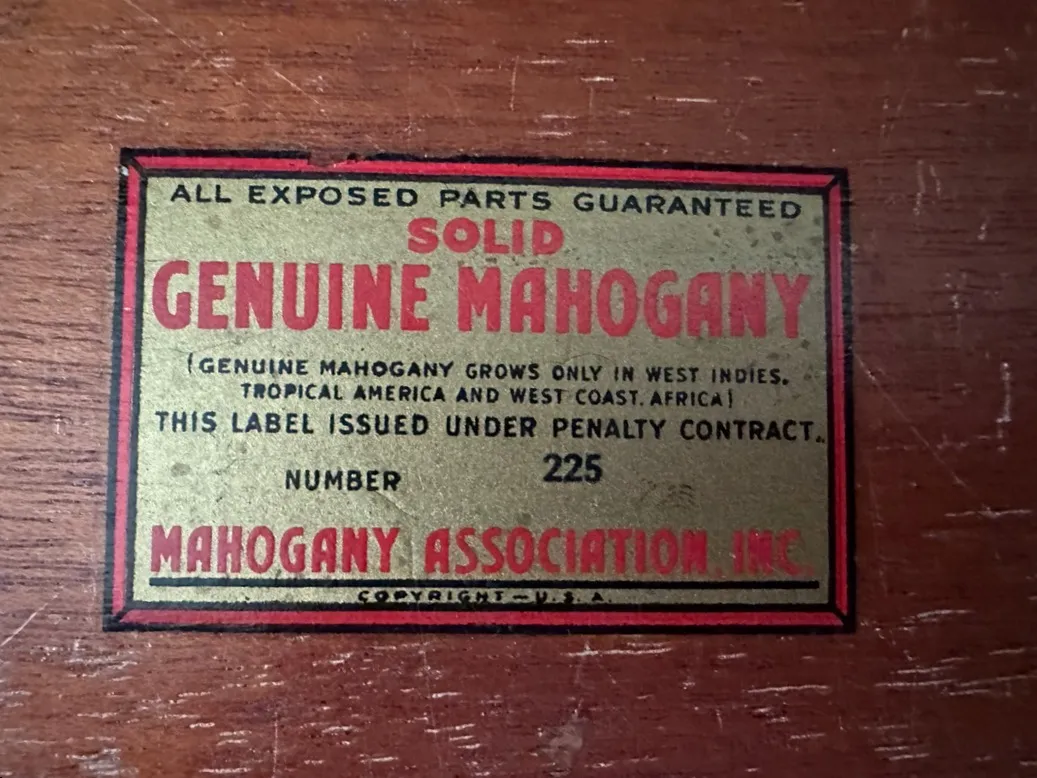 ALL EXPOSED PARTS GUARANTEED
SOLID
GENUINE MAHOGANY
(GENUINE MAHOGANY GROWS ONLY IN WEST INDIES,
TROPICAL AMERICA AND WEST COAST, AFRICA)
THIS LABEL ISSUED UNDER PENALTY CONTRACT.
NUMBER 225
MAHOGANY ASSOCIATION, INC.
COPYRIGHT — U.S.A.